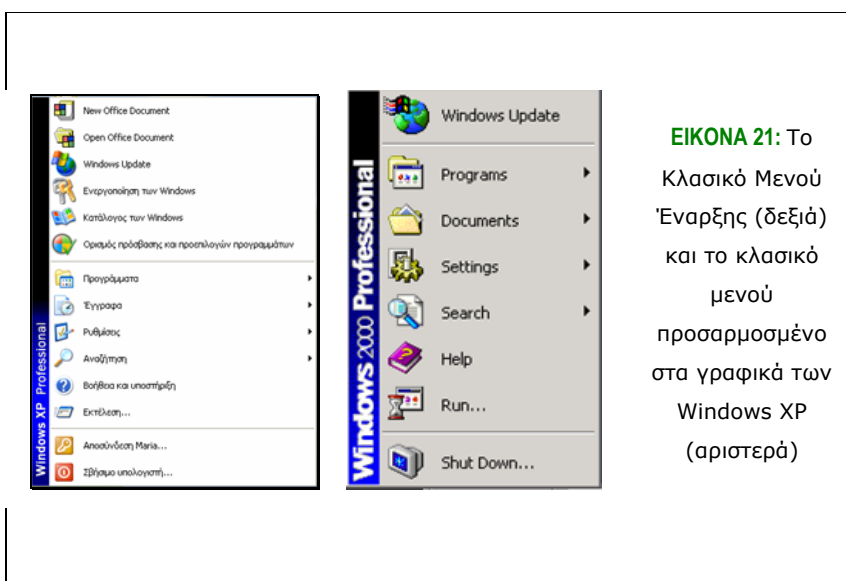 New Office Document
Open Office Document
Windows Update
Ενεργοποίηση των Windows
Κατάλογος των Windows
Ορισμός πρόσβασης και προεπιλογών προγραμμάτων
Προγράμματα
Έγγραφα
Ρυθμίσεις
Αναζήτηση
Βοήθεια και υποστήριξη
Εκτέλεση...
Αποσύνδεση Maria...
Σβήσιμο υπολογιστή...
Windows XP Professional
Windows Update
Programs
Documents
Settings
Search
Help
Run...
Shut Down...
Windows 2000 Professional
ΕΙΚΟΝΑ 21: Το
Κλασικό Μενού
Έναρξης (δεξιά)
και το κλασικό
μενού
προσαρμοσμένο
στα γραφικά των
Windows XP
(αριστερά)